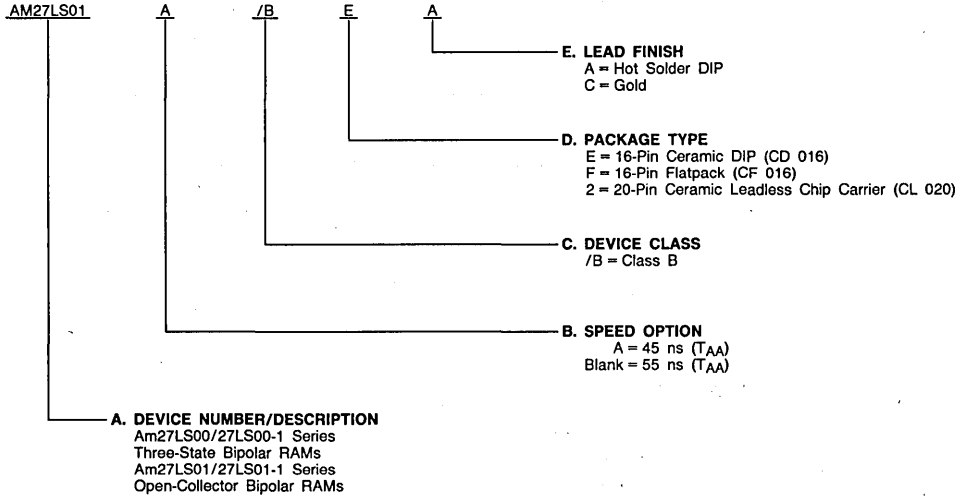 AM27LS01 A /B E A
E. LEAD FINISH
A = Hot Solder DIP
C = Gold
D. PACKAGE TYPE
E = 16-Pin Ceramic DIP (CD 016)
F = 16-Pin Flatpack (CF 016)
2 = 20-Pin Ceramic Leadless Chip Carrier (CL 020)
C. DEVICE CLASS
/B = Class B
B. SPEED OPTION
A = 45 ns (TAA)
Blank = 55 ns (TAA)
A. DEVICE NUMBER/DESCRIPTION
Am27LS00/27LS00-1 Series
Three-State Bipolar RAMs
Am27LS01/27LS01-1 Series
Open-Collector Bipolar RAMs